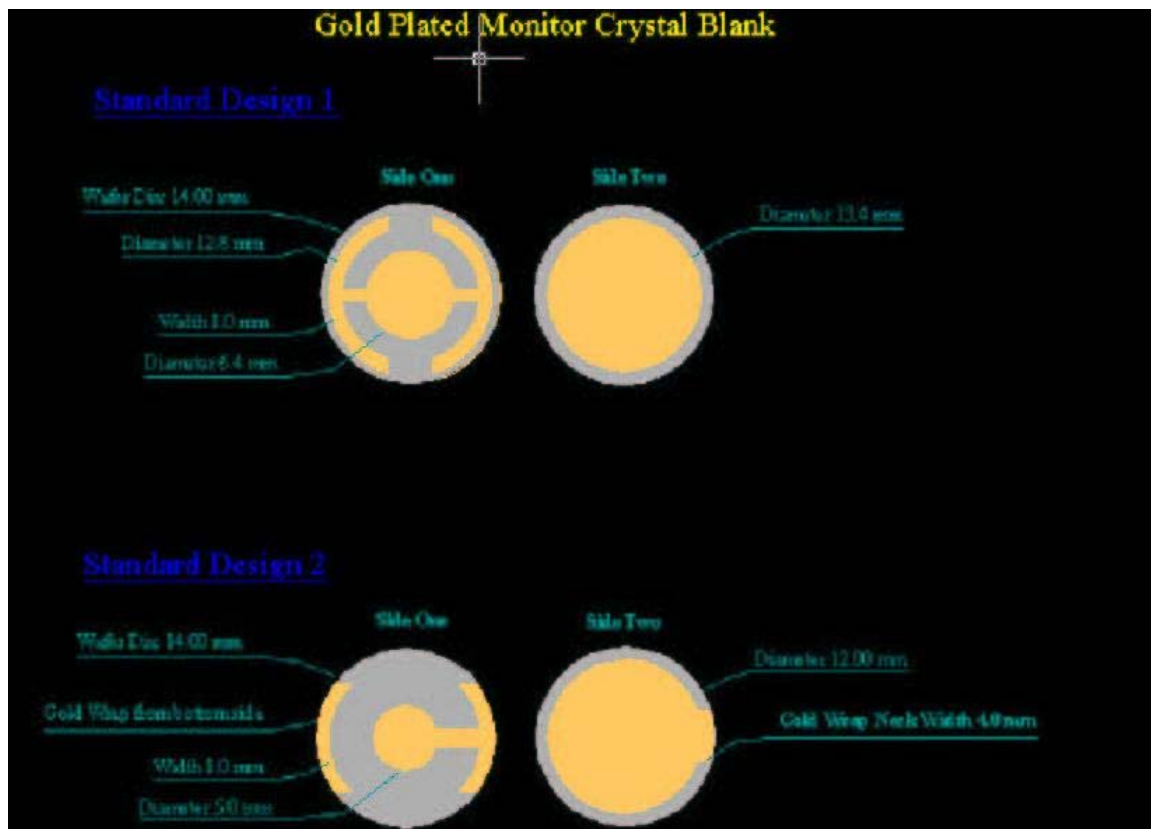 Gold Plated Monitor Crystal Blank
Standard Design 1
Side One
Side Two
Wafer Disc 14.00 mm
Diameter 12.8 mm
Width 1.0 mm
Diameter 6.4 mm
Diameter 13.4 mm
Standard Design 2
Side One
Side Two
Wafer Disc 14.00 mm
Gold Wrap from bottom side
Width 1.0 mm
Diameter 5.0 mm
Diameter 12.00 mm
Gold Wrap Neck Width 4.0 mm